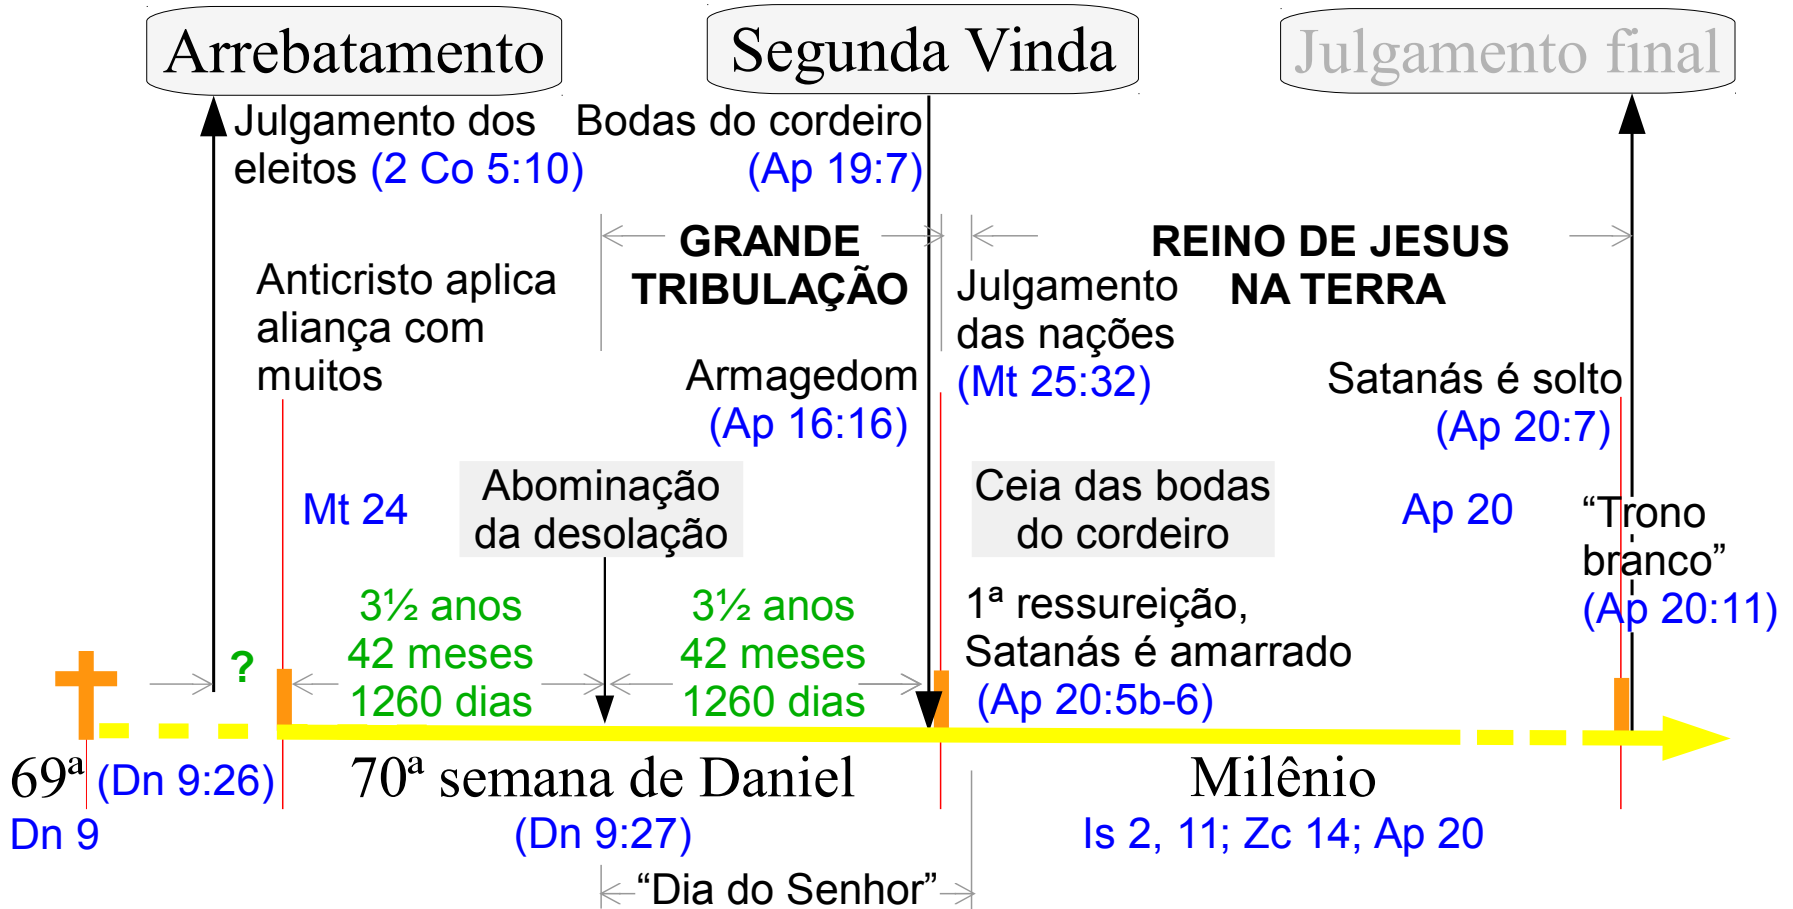 Arrebatamento
Segunda Vinda
Julgamento final
Julgamento dos
eleitos (2 Co 5:10)
Bodas do cordeiro
(Ap 19:7)
GRANDE
TRIBULAÇÃO
REINO DE JESUS
NA TERRA
Anticristo aplica
aliança com
muitos
Julgamento
das nações
(Mt 25:32)
Armagedom
(Ap 16:16)
Satanás é solto
(Ap 20:7)
Mt 24
Abominação
da desolação
Ceia das bodas
do cordeiro
Ap 20
“Trono
branco”
(Ap 20:11)
?
3½ anos
42 meses
1260 dias
3½ anos
42 meses
1260 dias
1ª ressureição,
Satanás é amarrado
(Ap 20:5b-6)
69ª (Dn 9:26)
Dn 9
70ª semana de Daniel
(Dn 9:27)
Milênio
Is 2, 11; Zc 14; Ap 20
“Dia do Senhor”